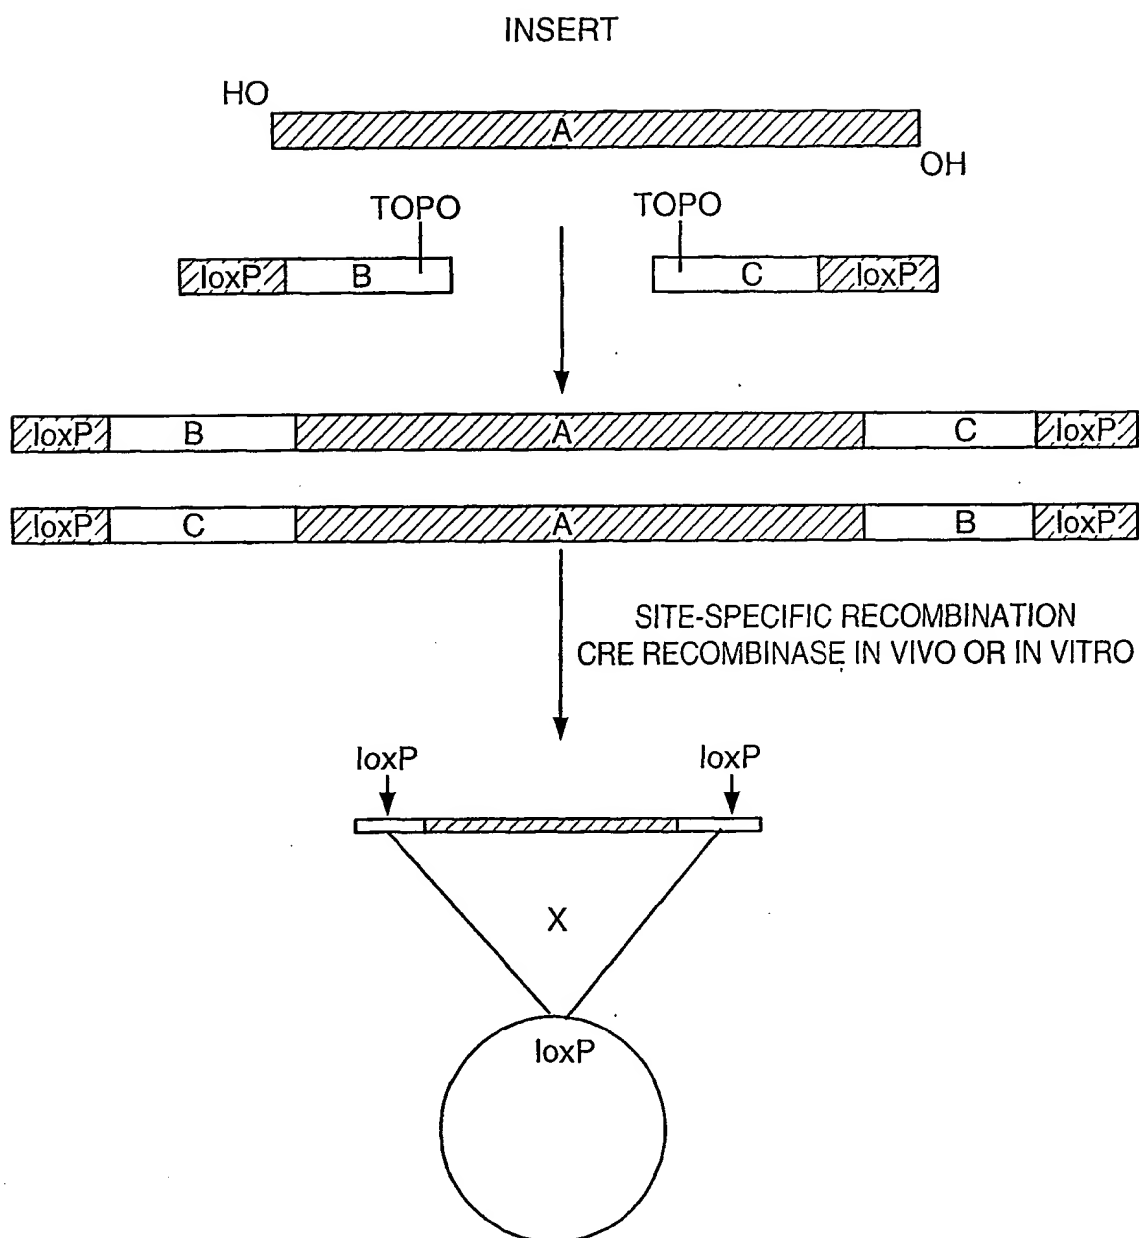 INSERT
HO
A
OH
TOPO TOPO
loxP B C loxP
loxP B A C loxP
loxP C A B loxP
SITE-SPECIFIC RECOMBINATION
CRE RECOMBINASE IN VIVO OR IN VITRO
loxP loxP
X
loxP